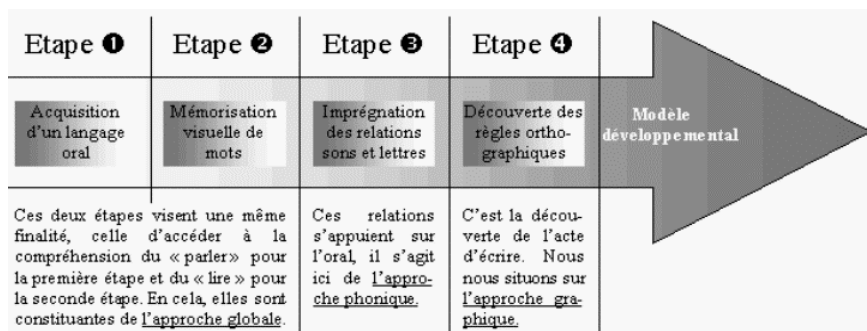 Etape ❶
Etape ❷
Etape ❸
Etape ❹
Acquisition
d'un langage
oral
Mémorisation
visuelle de
mots
Imprégnation
des relations
sons et lettres
Découverte des
règles ortho-
graphiques
Modèle
développemental
Ces deux étapes visent une même
finalité, celle d'accéder à la
compréhension du « parler » pour
la première étape et du « lire » pour
la seconde étape. En cela, elles sont
constituantes de l'approche globale.
Ces relations
s'appuient sur
l'oral, il s'agit
ici de l'appro-
che phonique.
C'est la décou-
verte de l'acte
d'écrire. Nous
nous situons sur
l'approche gra-
phique.